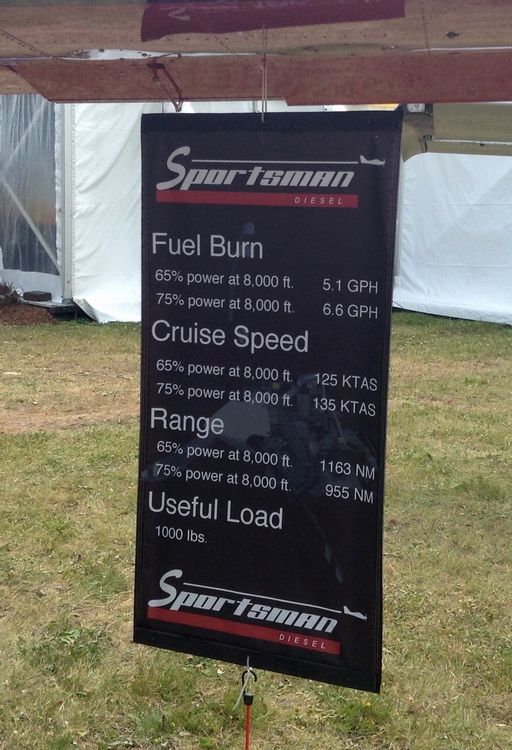 Sportsman
DIESEL
Fuel Burn
65% power at 8,000 ft. 5.1 GPH
75% power at 8,000 ft. 6.6 GPH
Cruise Speed
65% power at 8,000 ft. 125 KTAS
75% power at 8,000 ft. 135 KTAS
Range
65% power at 8,000 ft. 1163 NM
75% power at 8,000 ft. 955 NM
Useful Load
1000 lbs.
Sportsman
DIESEL